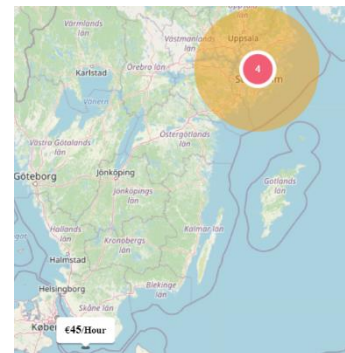 Värmlands
län
Uppsala
Västmanlands
län
Karlstad
Örebro län
4
Vänern
Östergötlands
län
Västra Götalands
län
Göteborg
Jönköping
Gotlands
län
Jönköpings
län
Hallands
län
Kronobergs
län
Kalmar län
Halmstad
Blekinge
län
Helsingborg
Skåne län
€45/Hour